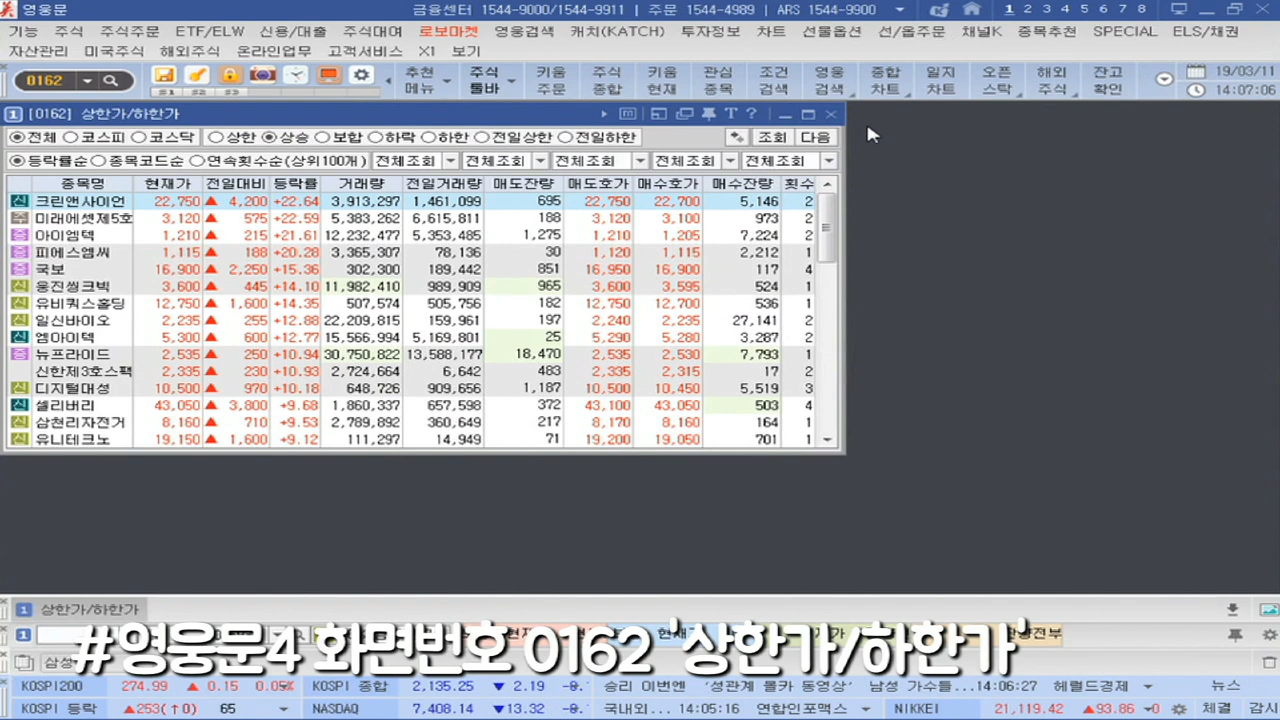 영웅문 금융센터 1544-9000/1544-9911 | 주문 1544-4989 | ARS 1544-9900 1 2 3 4 5 6 7 8
기능 주식 주식주문 ETF/ELW 신용/대출 주식대여 로보마켓 영웅검색 캐치(KATCH) 투자정보 차트 선물옵션 선/옵주문 채널K 종목추천 SPECIAL ELS/채권
자산관리 미국주식 해외주식 온라인업무 고객서비스 X1 보기
0162 #1 #2 #3 추천 메뉴 주식 툴바 키움 주문 주식 종합 키움 현재 관심 종목 조건 검색 영웅 검색 종합 차트 일지 차트 오픈 스탁 해외 주식 잔고 확인 19/03/11 14:07:06
1 [0162] 상한가/하한가
전체 코스피 코스닥 상한 상승 보합 하락 하한 전일상한 전일하한 조회 다음
등락률순 종목코드순 연속횟수순(상위100개) 전체조회 전체조회 전체조회 전체조회 전체조회
종목명 현재가 전일대비 등락률 거래량 전일거래량 매도잔량 매도호가 매수호가 매수잔량 횟수
신 크린앤사이언 22,750 ▲ 4,200 +22.64 3,913,297 1,461,099 695 22,750 22,700 5,146 2
주 미래에셋제5호 3,120 ▲ 575 +22.59 5,383,262 6,615,811 188 3,120 3,100 973 2
증 아이엠텍 1,210 ▲ 215 +21.61 12,232,477 5,353,485 1,275 1,210 1,205 7,224 2
증 피에스엠씨 1,115 ▲ 188 +20.28 3,365,307 78,136 30 1,120 1,115 2,212 1
증 국보 16,900 ▲ 2,250 +15.36 302,300 189,442 851 16,950 16,900 117 4
신 웅진씽크빅 3,600 ▲ 445 +14.10 11,982,410 989,909 965 3,600 3,595 524 1
신 유비쿼스홀딩 12,750 ▲ 1,600 +14.35 507,574 505,756 182 12,750 12,700 536 1
신 일신바이오 2,235 ▲ 255 +12.88 22,209,815 159,961 197 2,240 2,235 27,141 2
신 엠아이텍 5,300 ▲ 600 +12.77 15,566,994 5,169,801 25 5,290 5,280 3,287 2
증 뉴프라이드 2,535 ▲ 250 +10.94 30,750,822 13,588,177 18,470 2,535 2,530 7,793 1
신한제3호스팩 2,335 ▲ 230 +10.93 2,724,664 6,642 483 2,335 2,315 17 2
신 디지털대성 10,500 ▲ 970 +10.18 648,726 909,656 1,187 10,500 10,450 5,519 3
신 셀리버리 43,050 ▲ 3,800 +9.68 1,860,337 657,598 372 43,100 43,050 503 4
신 삼천리자전거 8,160 ▲ 710 +9.53 2,789,892 360,649 217 8,170 8,160 164 1
신 유니테크노 19,150 ▲ 1,600 +9.12 111,297 14,949 71 19,200 19,050 701 1
1 상한가/하한가
#영웅문4 화면번호 0162 '상한가/하한가'
삼성
KOSPI200 274.99 ▲ 0.15 0.05% KOSPI 종합 2,135.25 ▼ 2.19 승리 이번엔 '성관계 몰카 동영상' 남성 가수들...14:06:27 헤럴드경제 뉴스
KOSPI 등락 ▲253(↑0) 65 NASDAQ 7,408.14 ▼13.32 국내외... 14:05:16 연합인포맥스 NIKKEI 21,119.42 ▲93.86 체결 감시